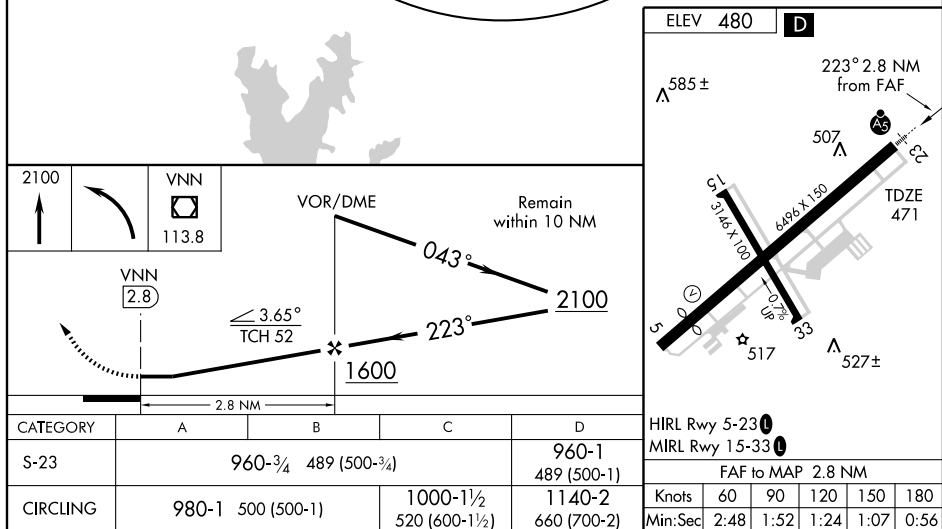 2100
VNN
113.8
VOR/DME
Remain
within 10 NM
043°
2100
VNN
2.8
3.65°
TCH 52
223°
1600
2.8 NM
CATEGORY A B C D
S-23 960-¾ 489 (500-¾) 960-1 489 (500-1)
CIRCLING 980-1 500 (500-1) 1000-1½ 520 (600-1½) 1140-2 660 (700-2)
ELEV 480 D
223° 2.8 NM
from FAF
585 ±
A5
507
23
TDZE
471
15
3146 X 100
6496 X 150
V
0.7%
UP
5
33
517
527 ±
HIRL Rwy 5-23 L
MIRL Rwy 15-33 L
FAF to MAP 2.8 NM
Knots 60 90 120 150 180
Min:Sec 2:48 1:52 1:24 1:07 0:56